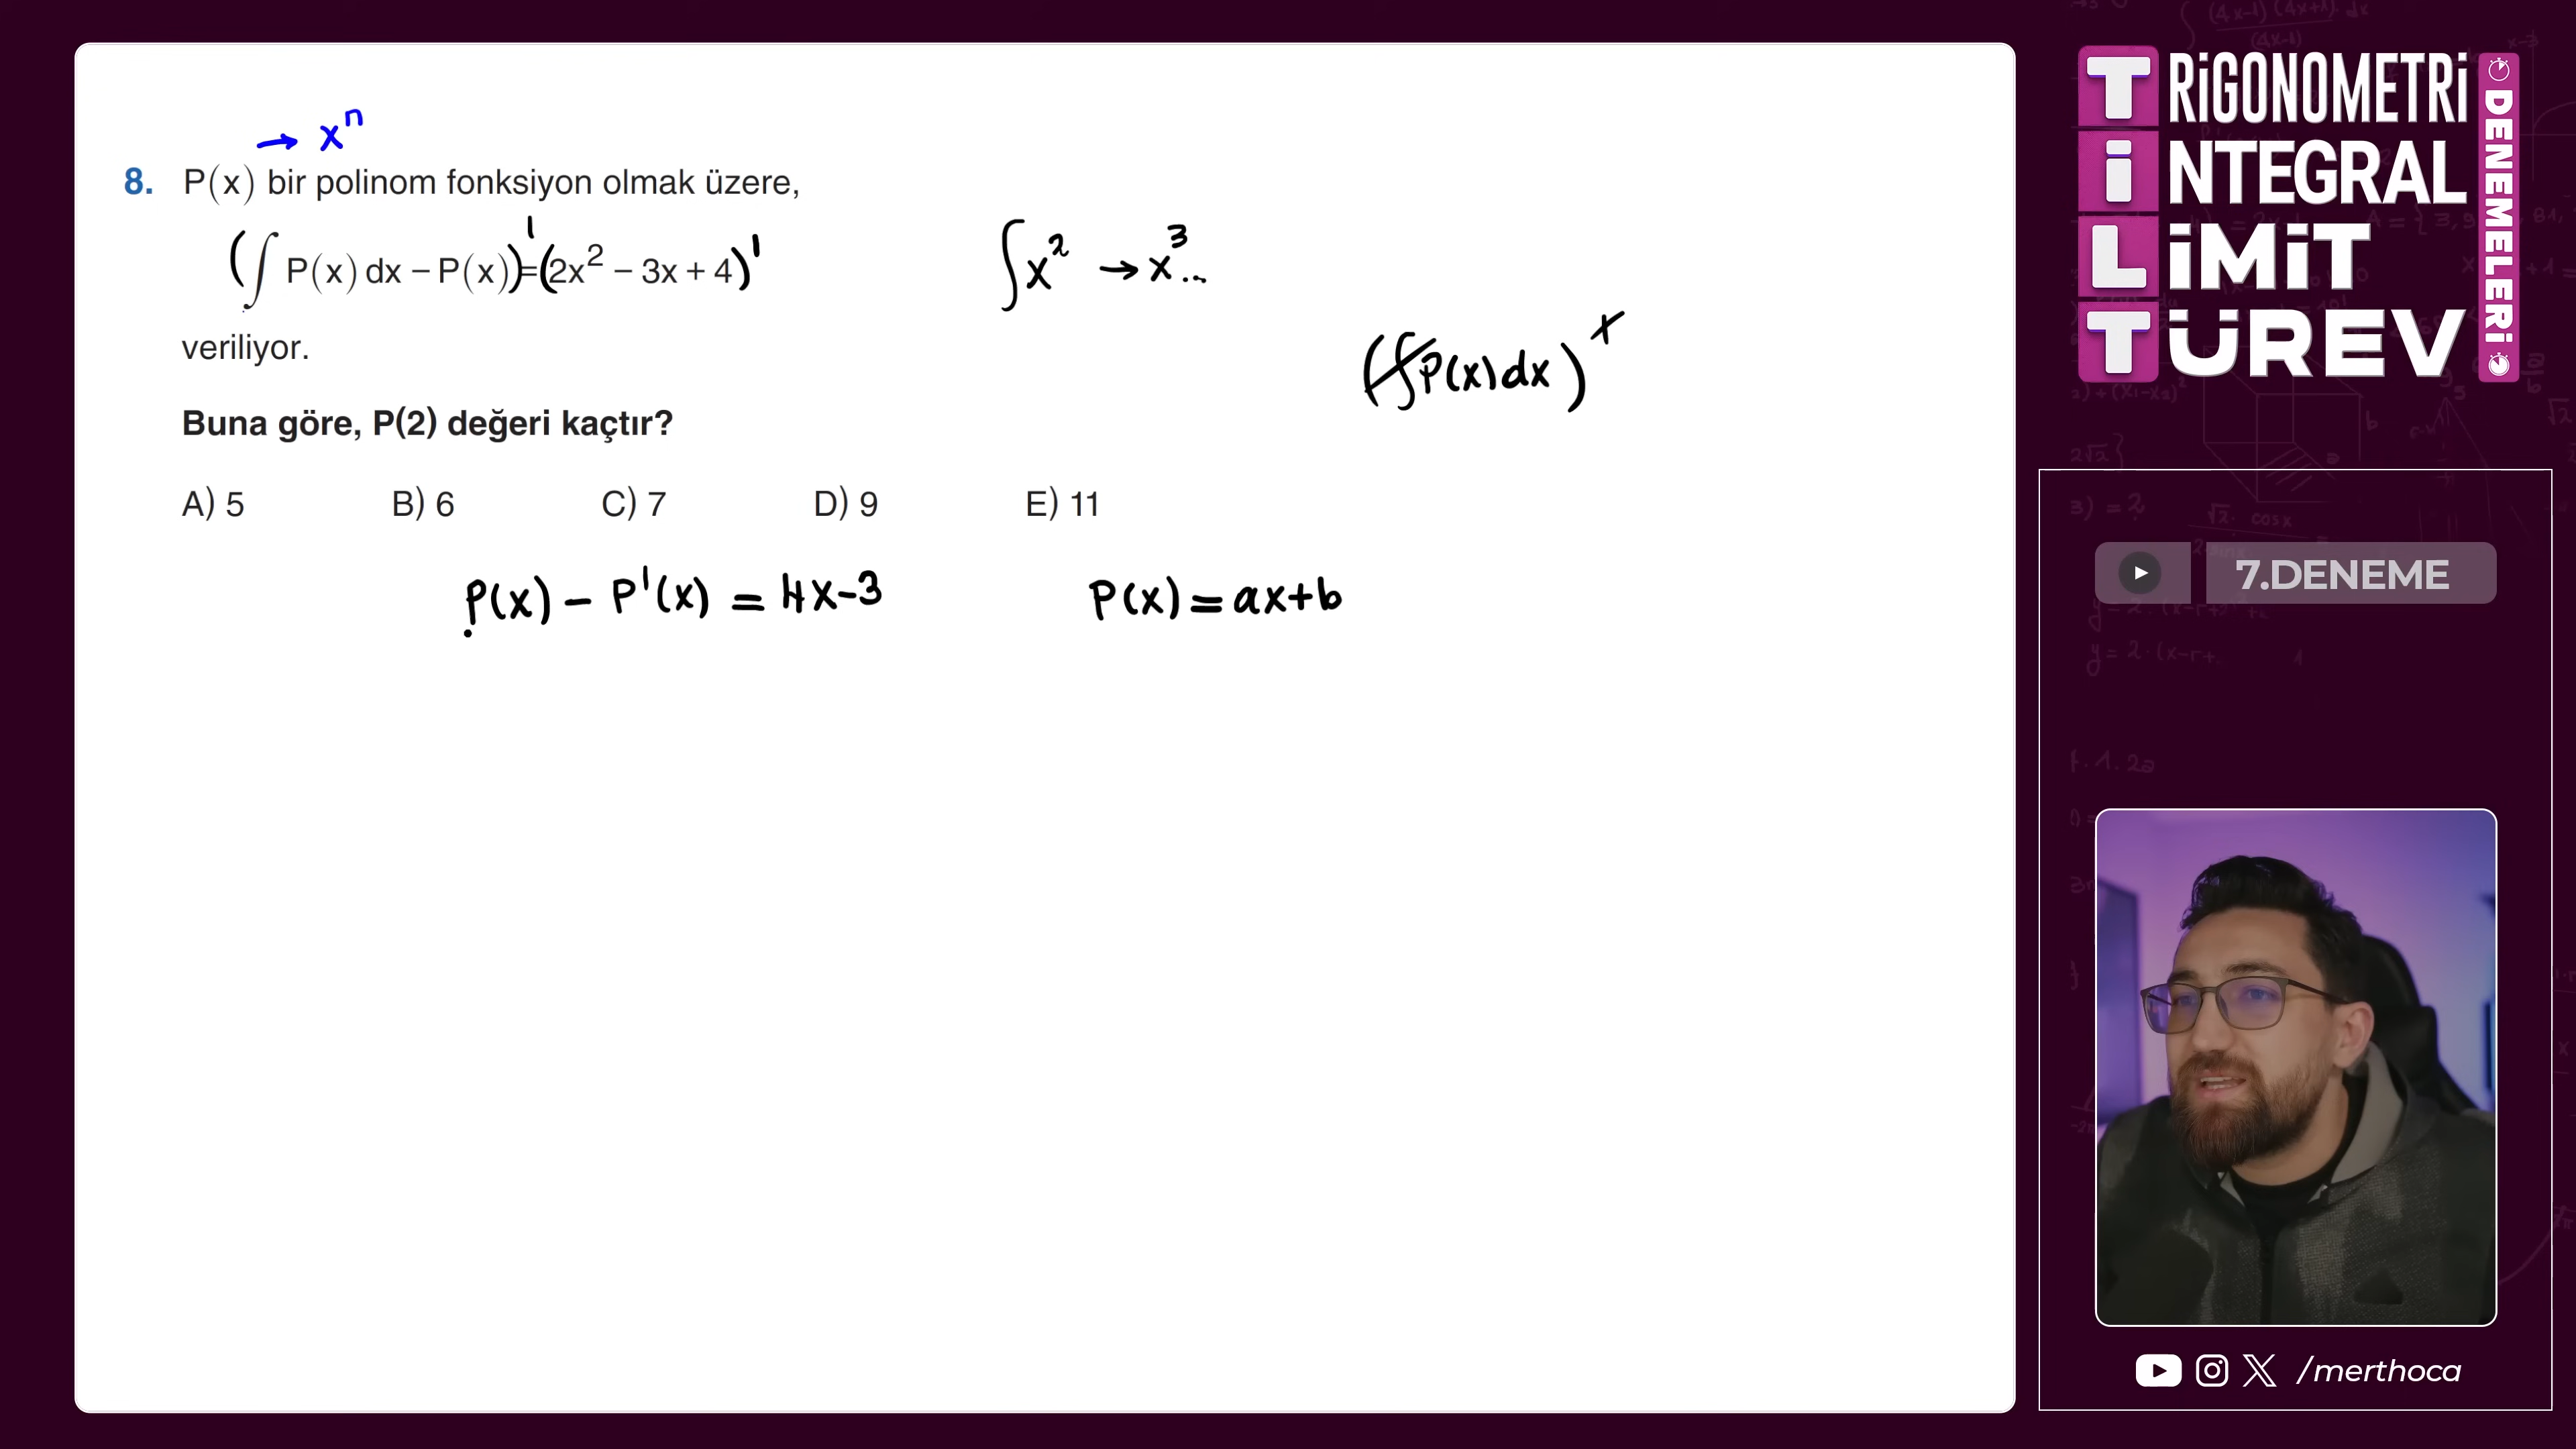 → xⁿ
8. P(x) bir polinom fonksiyon olmak üzere,
(∫ P(x) dx – P(x))' = (2x² – 3x + 4)'
veriliyor.
Buna göre, P(2) değeri kaçtır?
A) 5 B) 6 C) 7 D) 9 E) 11
∫x² → x³..
(∫P(x)dx)'
P(x) – P'(x) = 4x–3
P(x) = ax+b
TRiGONOMETRi
iNTEGRAL
LiMiT
TÜREV
DENEMELERi
7.DENEME
/merthoca